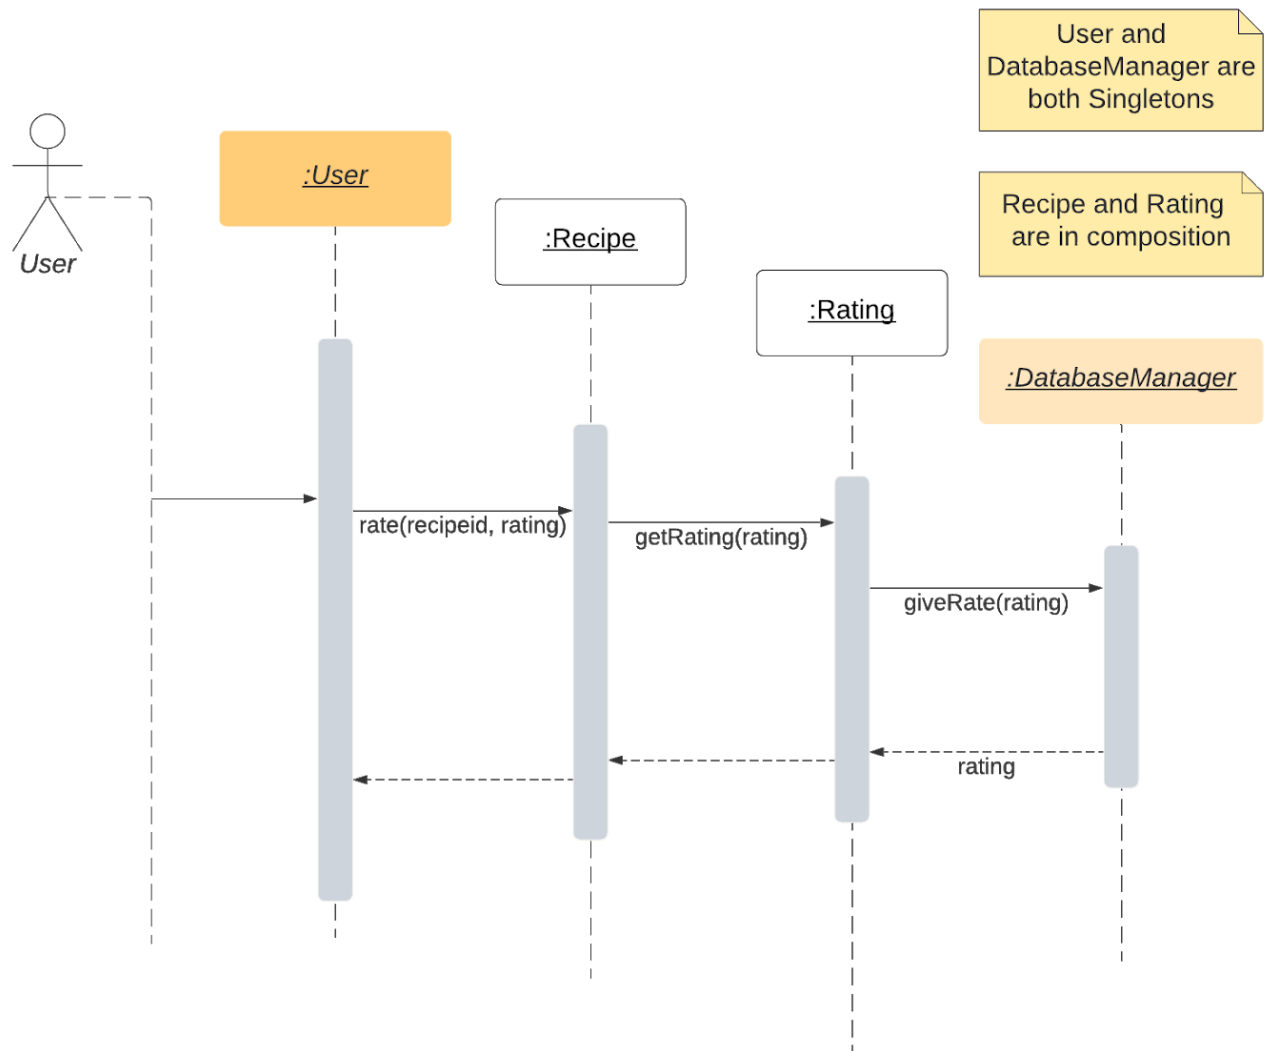 User and
DatabaseManager are
both Singletons
:User
Recipe and Rating
are in composition
:Recipe
User
:Rating
:DatabaseManager
rate(recipeid, rating)
getRating(rating)
giveRate(rating)
rating